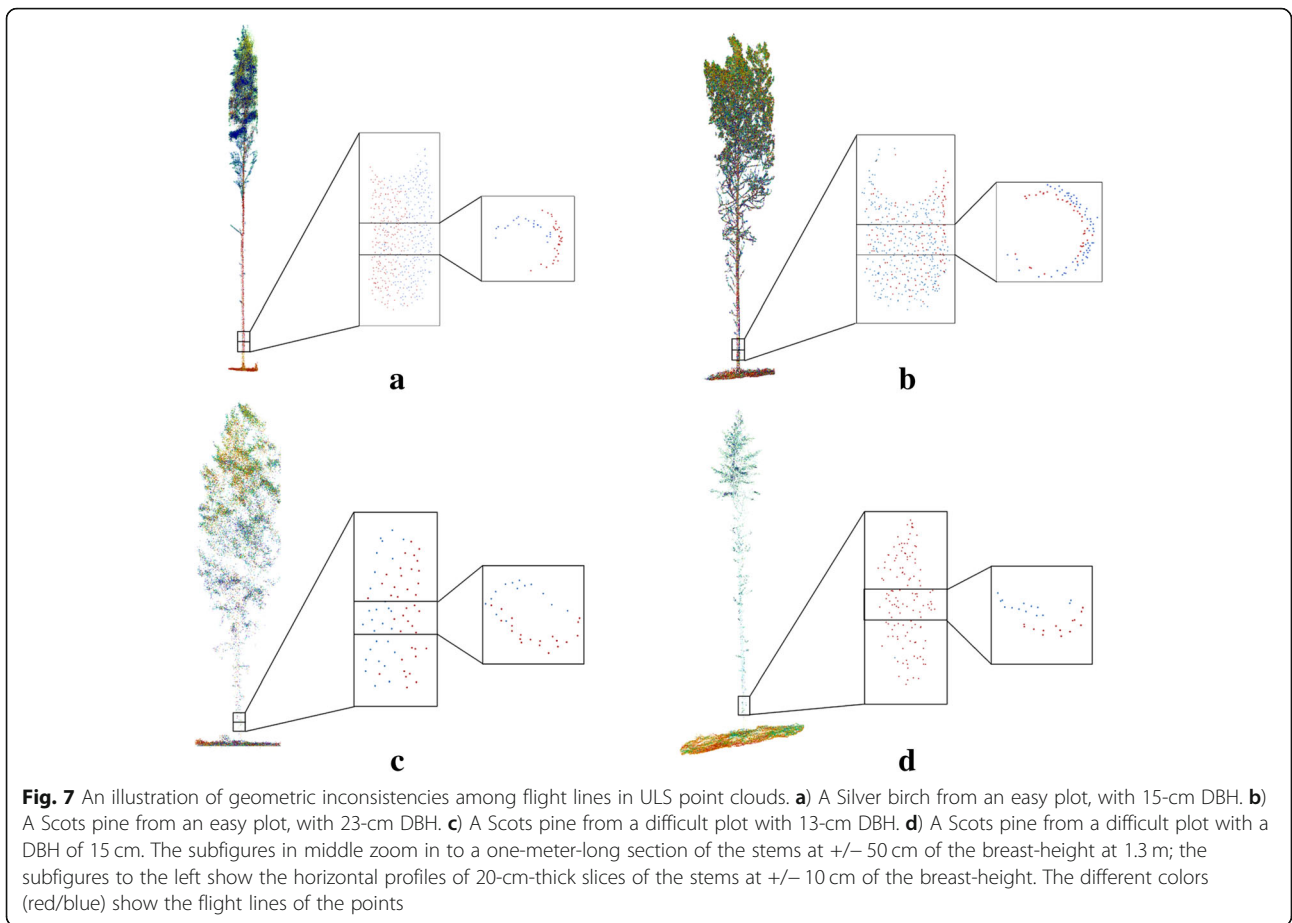 a
b
c
d
Fig. 7 An illustration of geometric inconsistencies among flight lines in ULS point clouds. a) A Silver birch from an easy plot, with 15-cm DBH. b)
A Scots pine from an easy plot, with 23-cm DBH. c) A Scots pine from a difficult plot with 13-cm DBH. d) A Scots pine from a difficult plot with a
DBH of 15 cm. The subfigures in middle zoom in to a one-meter-long section of the stems at +/− 50 cm of the breast-height at 1.3 m; the
subfigures to the left show the horizontal profiles of 20-cm-thick slices of the stems at +/− 10 cm of the breast-height. The different colors
(red/blue) show the flight lines of the points